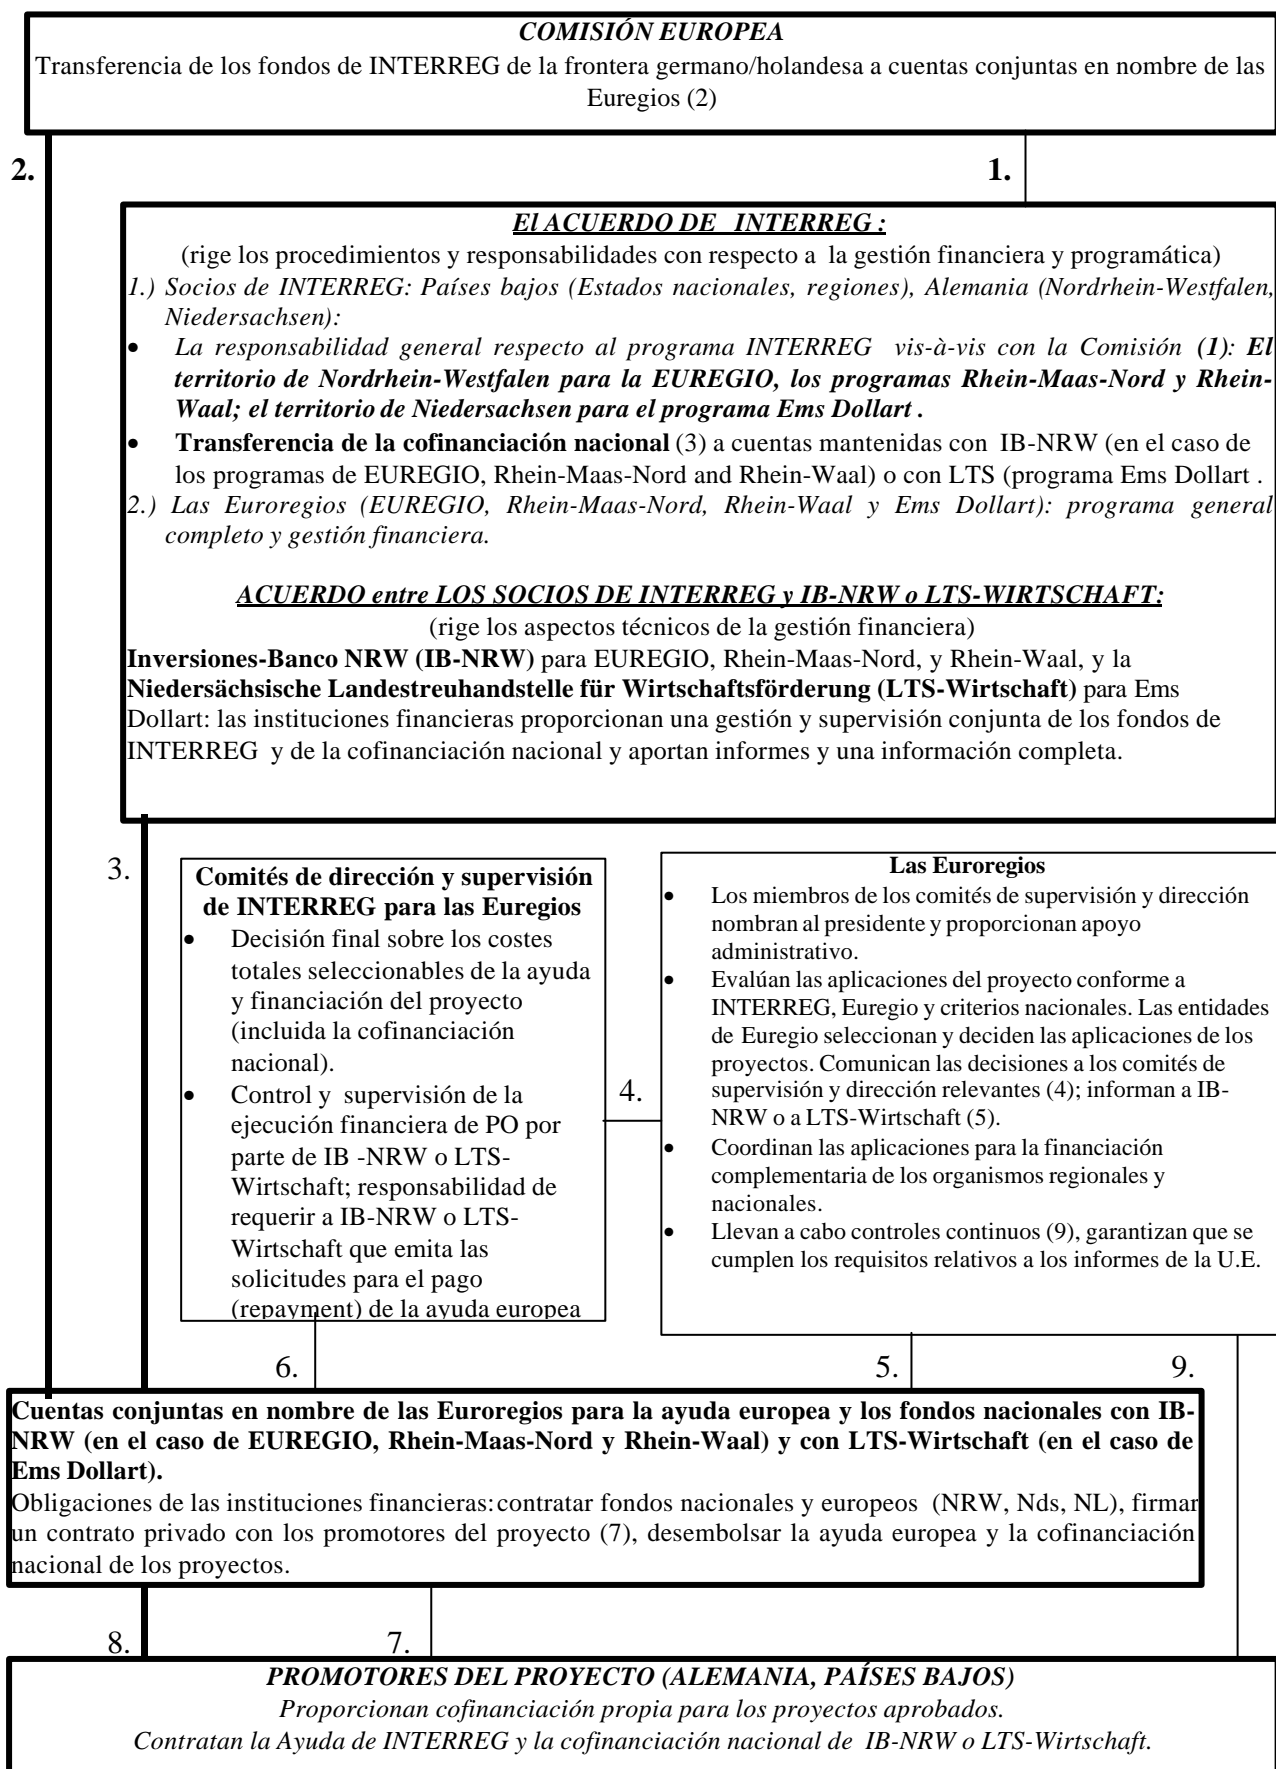 COMISIÓN EUROPEA
Transferencia de los fondos de INTERREG de la frontera germano/holandesa a cuentas conjuntas en nombre de las
Euregios (2)
2.
1.
El ACUERDO DE INTERREG :
(rige los procedimientos y responsabilidades con respecto a la gestión financiera y programática)
1.) Socios de INTERREG: Países bajos (Estados nacionales, regiones), Alemania (Nordrhein-Westfalen,
Niedersachsen):
• La responsabilidad general respecto al programa INTERREG vis-à-vis con la Comisión (1): El
territorio de Nordrhein-Westfalen para la EUREGIO, los programas Rhein-Maas-Nord y Rhein-
Waal; el territorio de Niedersachsen para el programa Ems Dollart .
• Transferencia de la cofinanciación nacional (3) a cuentas mantenidas con IB-NRW (en el caso de
los programas de EUREGIO, Rhein-Maas-Nord and Rhein-Waal) o con LTS (programa Ems Dollart .
2.) Las Euroregios (EUREGIO, Rhein-Maas-Nord, Rhein-Waal y Ems Dollart): programa general
completo y gestión financiera.
ACUERDO entre LOS SOCIOS DE INTERREG y IB-NRW o LTS-WIRTSCHAFT:
(rige los aspectos técnicos de la gestión financiera)
Inversiones-Banco NRW (IB-NRW) para EUREGIO, Rhein-Maas-Nord, y Rhein-Waal, y la
Niedersächsische Landestreuhandstelle für Wirtschaftsförderung (LTS-Wirtschaft) para Ems
Dollart: las instituciones financieras proporcionan una gestión y supervisión conjunta de los fondos de
INTERREG y de la cofinanciación nacional y aportan informes y una información completa.
3.
Comités de dirección y supervisión
de INTERREG para las Euregios
• Decisión final sobre los costes
totales seleccionables de la ayuda
y financiación del proyecto
(incluida la cofinanciación
nacional).
• Control y supervisión de la
ejecución financiera de PO por
parte de IB -NRW o LTS-
Wirtschaft; responsabilidad de
requerir a IB-NRW o LTS-
Wirtschaft que emita las
solicitudes para el pago
(repayment) de la ayuda europea
4.
Las Euroregios
• Los miembros de los comités de supervisión y dirección
nombran al presidente y proporcionan apoyo
administrativo.
• Evalúan las aplicaciones del proyecto conforme a
INTERREG, Euregio y criterios nacionales. Las entidades
de Euregio seleccionan y deciden las aplicaciones de los
proyectos. Comunican las decisiones a los comités de
supervisión y dirección relevantes (4); informan a IB-
NRW o a LTS-Wirtschaft (5).
• Coordinan las aplicaciones para la financiación
complementaria de los organismos regionales y
nacionales.
• Llevan a cabo controles continuos (9), garantizan que se
cumplen los requisitos relativos a los informes de la U.E.
6.
5.
9.
Cuentas conjuntas en nombre de las Euroregios para la ayuda europea y los fondos nacionales con IB-
NRW (en el caso de EUREGIO, Rhein-Maas-Nord y Rhein-Waal) y con LTS-Wirtschaft (en el caso de
Ems Dollart).
Obligaciones de las instituciones financieras: contratar fondos nacionales y europeos (NRW, Nds, NL), firmar
un contrato privado con los promotores del proyecto (7), desembolsar la ayuda europea y la cofinanciación
nacional de los proyectos.
8.
7.
PROMOTORES DEL PROYECTO (ALEMANIA, PAÍSES BAJOS)
Proporcionan cofinanciación propia para los proyectos aprobados.
Contratan la Ayuda de INTERREG y la cofinanciación nacional de IB-NRW o LTS-Wirtschaft.